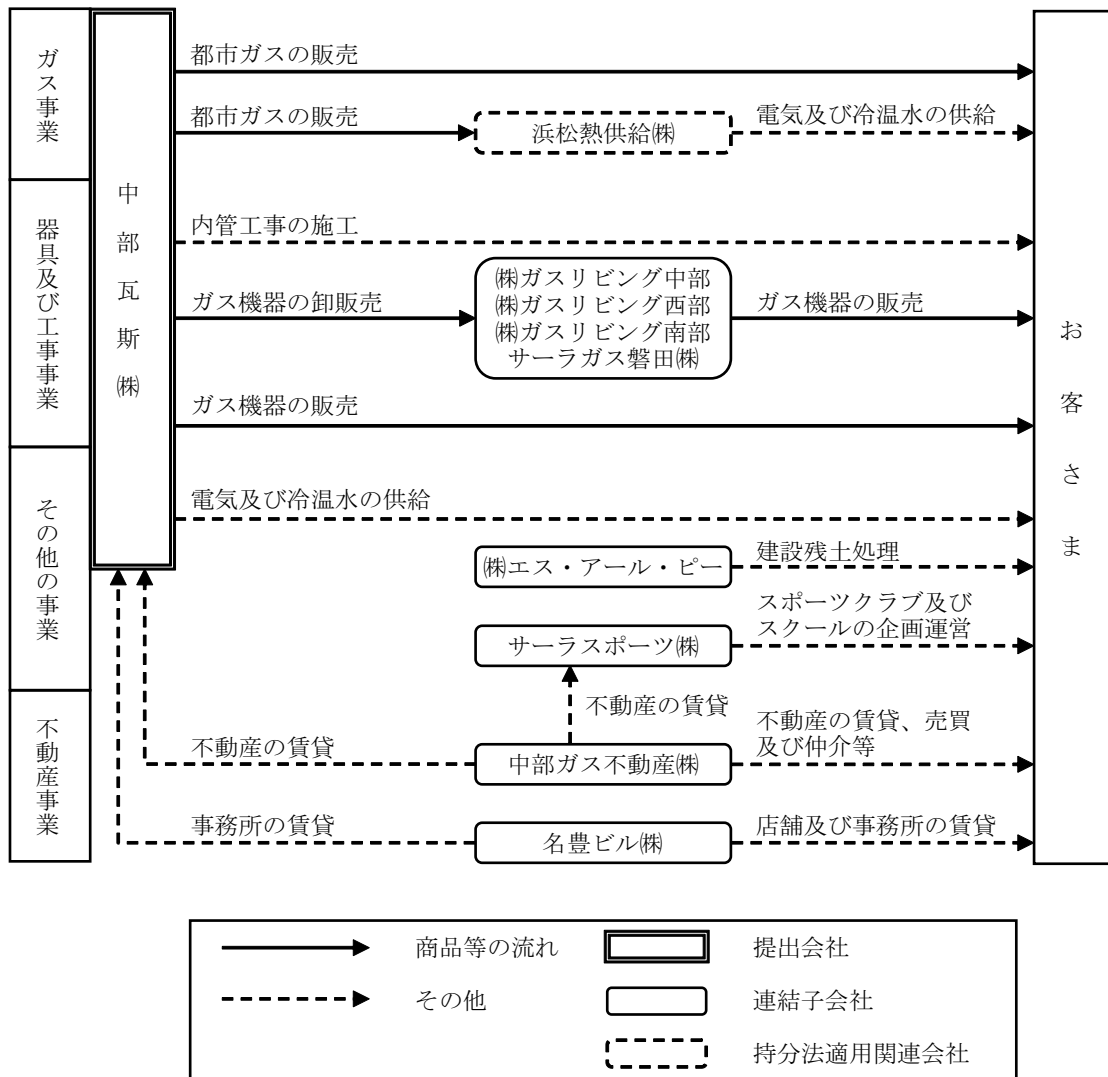 ガス事業
器具及び工事事業
その他の事業
不動産事業
中部瓦斯㈱
都市ガスの販売
都市ガスの販売
浜松熱供給㈱
電気及び冷温水の供給
内管工事の施工
ガス機器の卸販売
㈱ガスリビング中部
㈱ガスリビング西部
㈱ガスリビング南部
サーラガス磐田㈱
ガス機器の販売
ガス機器の販売
電気及び冷温水の供給
㈱エス・アール・ピー
建設残土処理
サーラスポーツ㈱
スポーツクラブ及び
スクールの企画運営
不動産の賃貸
不動産の賃貸
中部ガス不動産㈱
不動産の賃貸、売買
及び仲介等
事務所の賃貸
名豊ビル㈱
店舗及び事務所の賃貸
お客さま
商品等の流れ
提出会社
その他
連結子会社
持分法適用関連会社